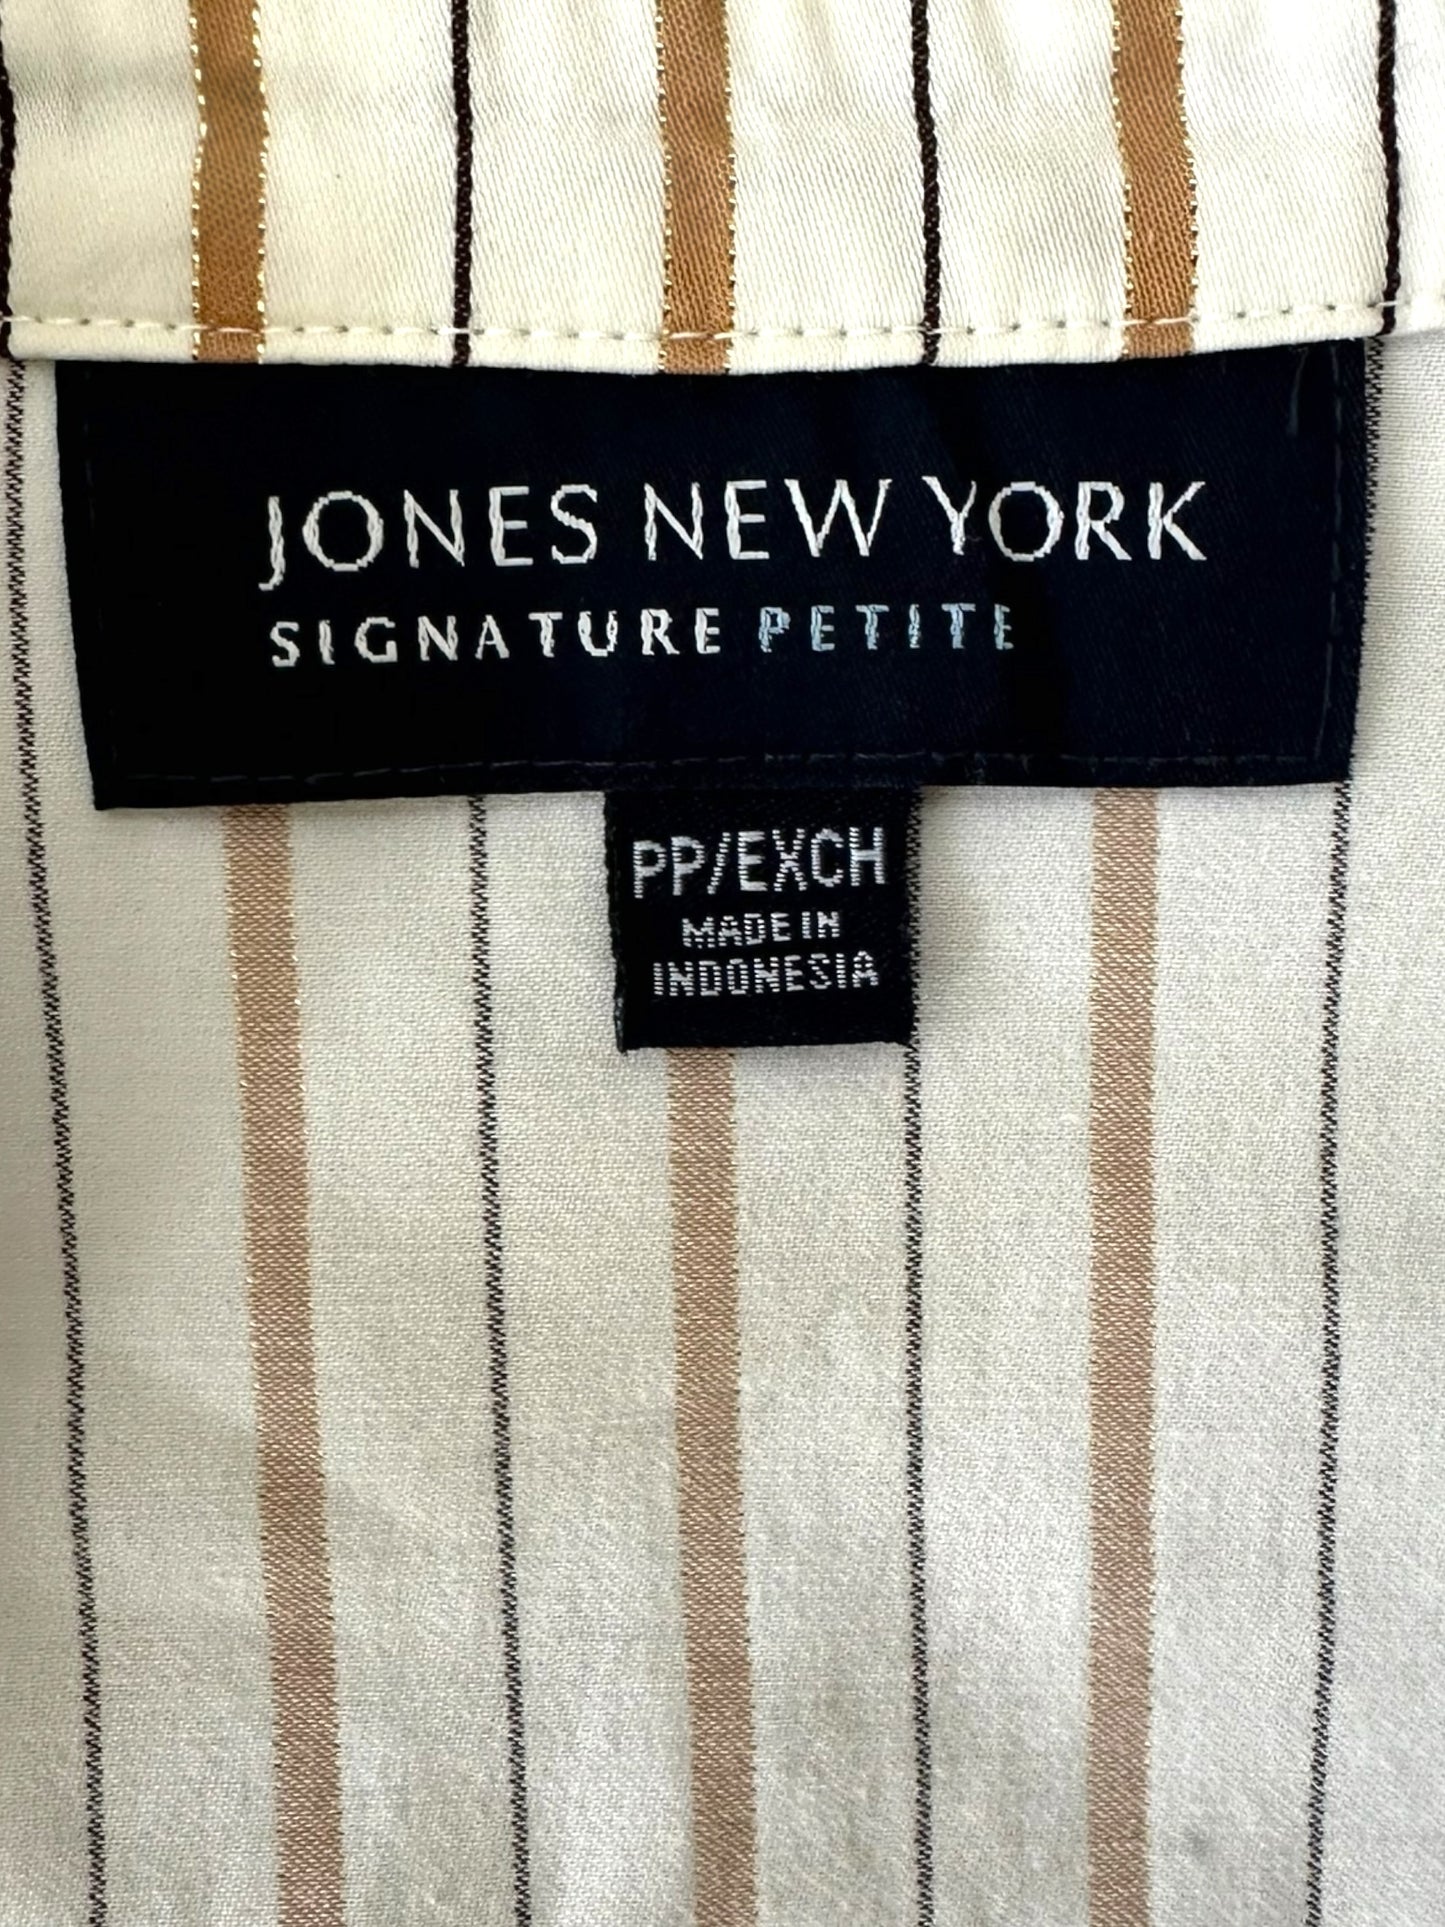 JONES NEW YORK
SIGNATURE PETITE
PP/EXCH
MADE IN
INDONESIA